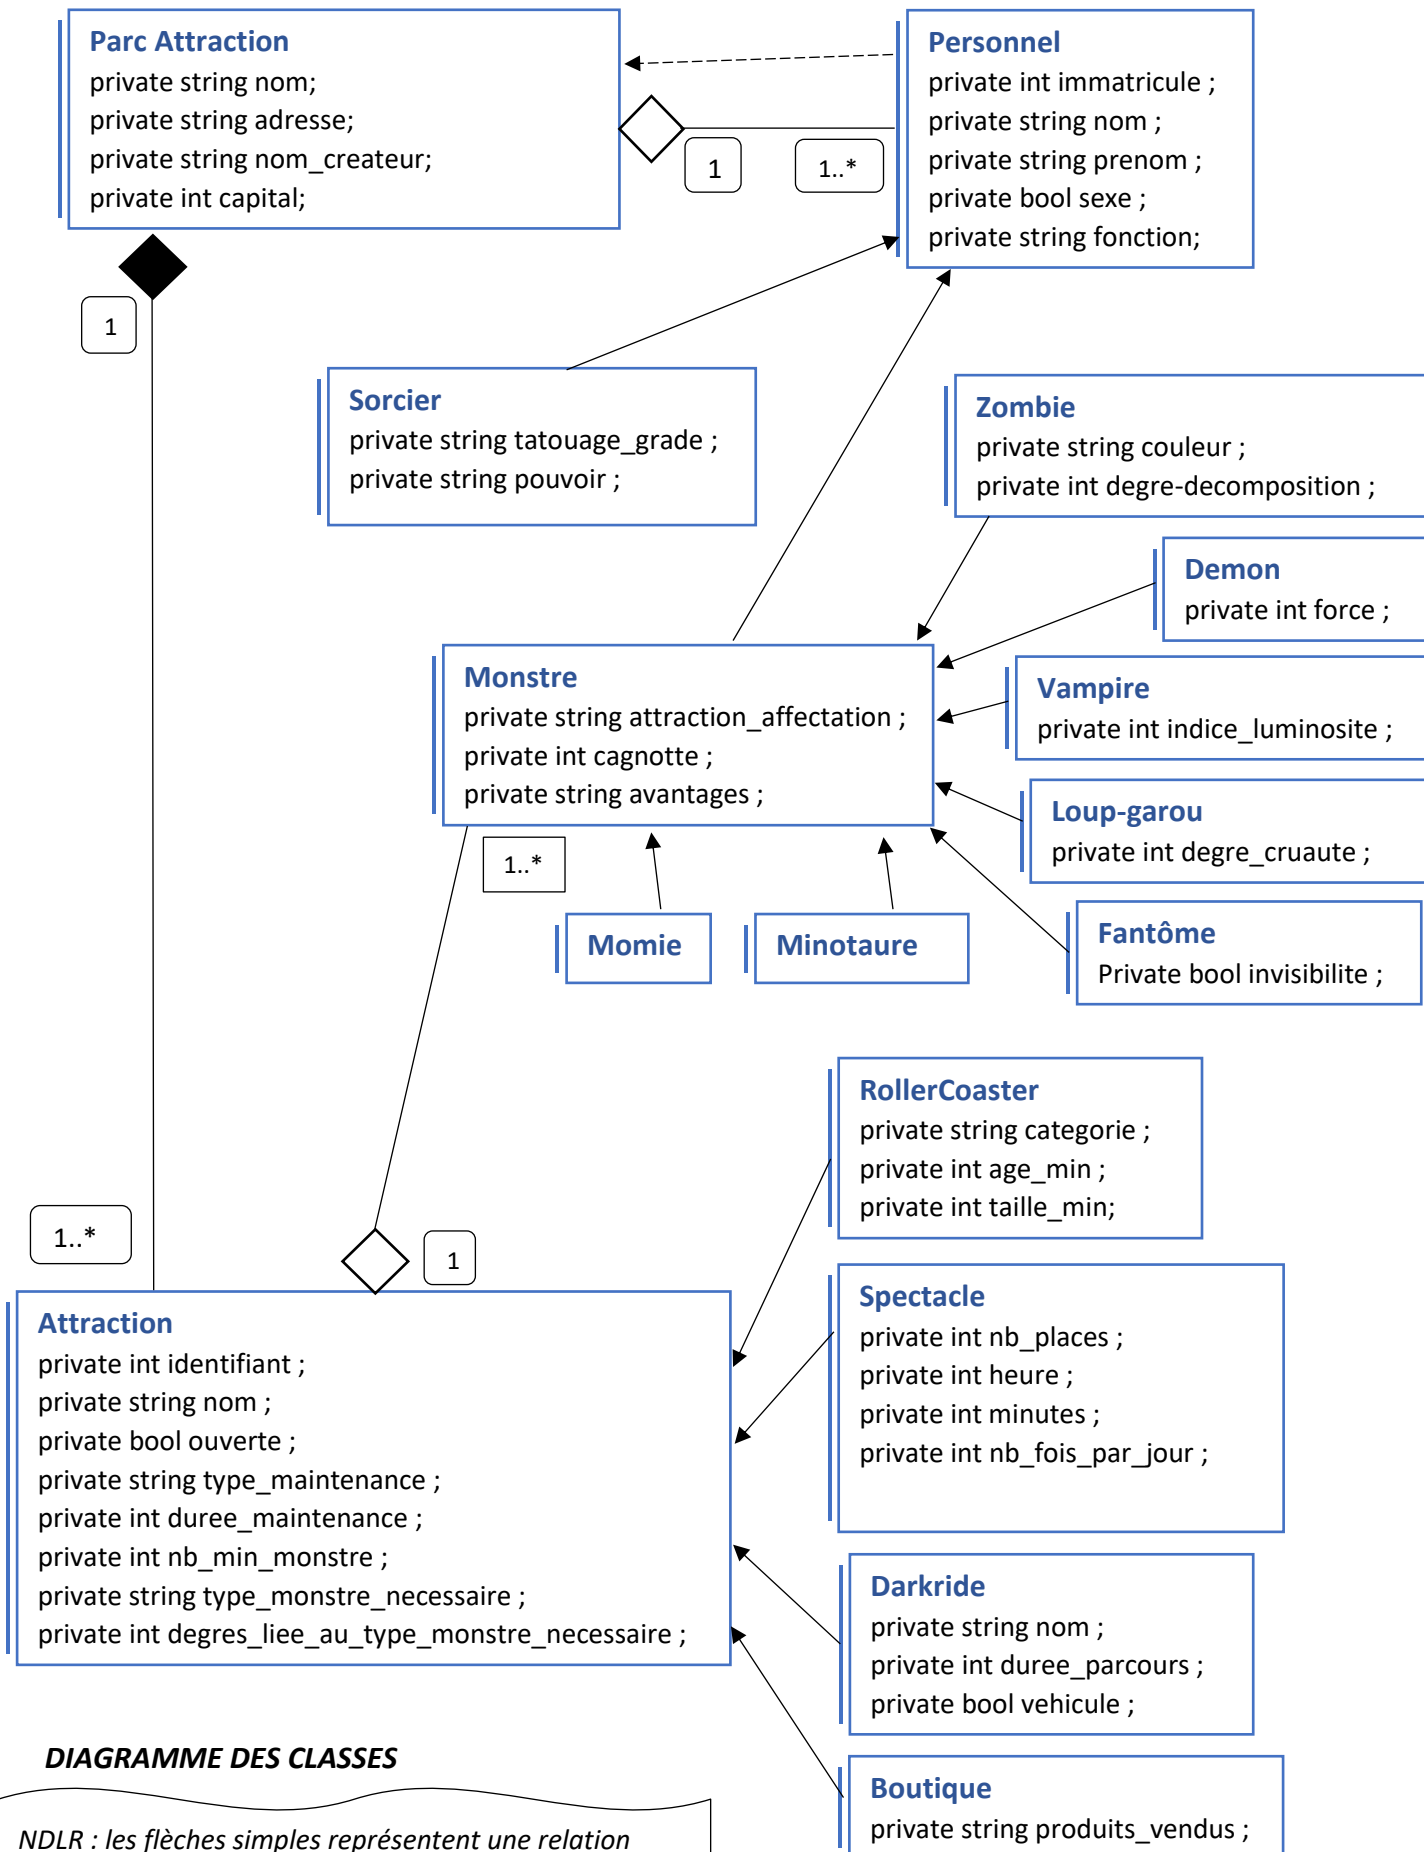 Parc Attraction
private string nom;
private string adresse;
private string nom_createur;
private int capital;
Personnel
private int immatricule ;
private string nom ;
private string prenom ;
private bool sexe ;
private string fonction;
1
1..*
1
Sorcier
private string tatouage_grade ;
private string pouvoir ;
Zombie
private string couleur ;
private int degre-decomposition ;
Demon
private int force ;
Monstre
private string attraction_affectation ;
private int cagnotte ;
private string avantages ;
Vampire
private int indice_luminosite ;
Loup-garou
private int degre_cruaute ;
1..*
Momie
Minotaure
Fantôme
Private bool invisibilite ;
RollerCoaster
private string categorie ;
private int age_min ;
private int taille_min;
1..*
1
Attraction
private int identifiant ;
private string nom ;
private bool ouverte ;
private string type_maintenance ;
private int duree_maintenance ;
private int nb_min_monstre ;
private string type_monstre_necessaire ;
private int degres_liee_au_type_monstre_necessaire ;
Spectacle
private int nb_places ;
private int heure ;
private int minutes ;
private int nb_fois_par_jour ;
Darkride
private string nom ;
private int duree_parcours ;
private bool vehicule ;
DIAGRAMME DES CLASSES
Boutique
private string produits_vendus ;
NDLR : les flèches simples représentent une relation